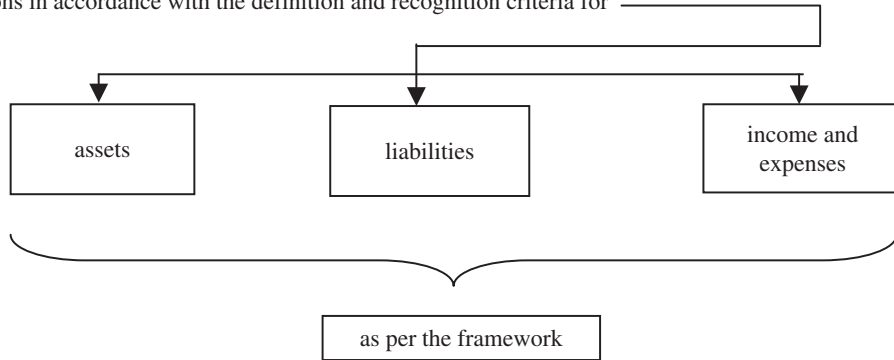 ons in accordance with the definition and recognition criteria for
assets
liabilities
income and
expenses
as per the framework